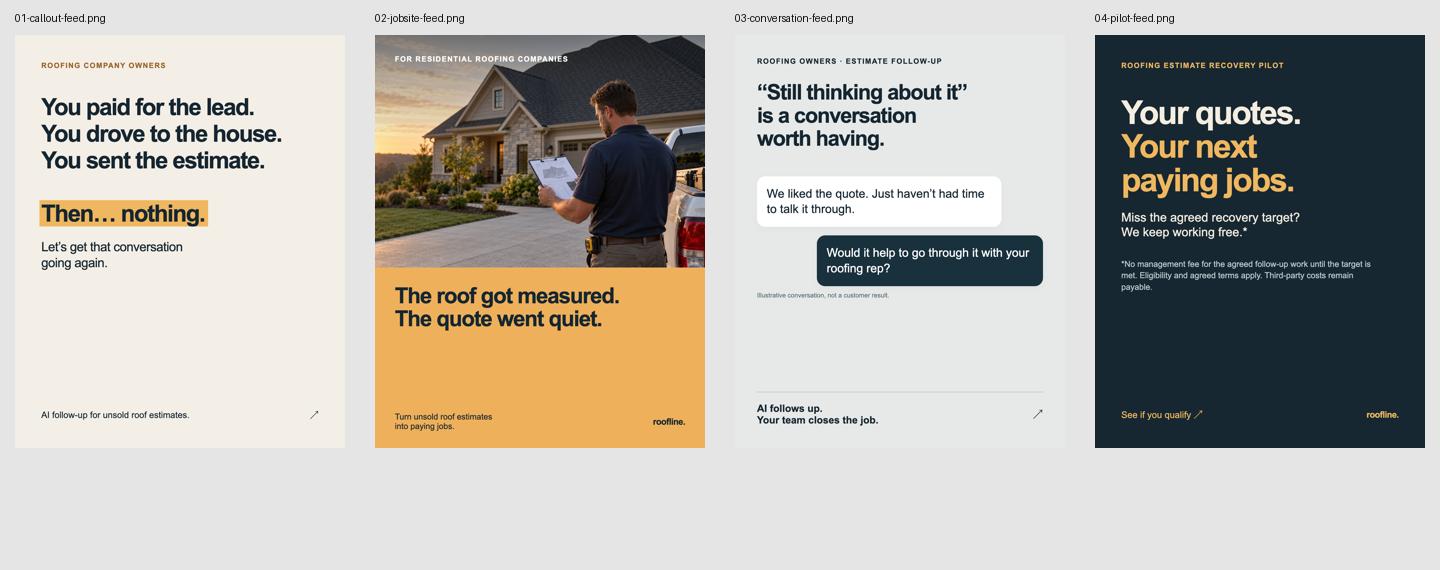 01-callout-feed.png
ROOFING COMPANY OWNERS
You paid for the lead.
You drove to the house.
You sent the estimate.
Then… nothing.
Let's get that conversation
going again.
AI follow-up for unsold roof estimates.
02-jobsite-feed.png
FOR RESIDENTIAL ROOFING COMPANIES
The roof got measured.
The quote went quiet.
Turn unsold roof estimates
into paying jobs.
roofline.
03-conversation-feed.png
ROOFING OWNERS · ESTIMATE FOLLOW-UP
“Still thinking about it”
is a conversation
worth having.
We liked the quote. Just haven’t had time
to talk it through.
Would it help to go through it with your
roofing rep?
Illustrative conversation, not a customer result.
AI follows up.
Your team closes the job.
04-pilot-feed.png
ROOFING ESTIMATE RECOVERY PILOT
Your quotes.
Your next
paying jobs.
Miss the agreed recovery target?
We keep working free.*
*No management fee for the agreed follow-up work until the target is
met. Eligibility and agreed terms apply. Third-party costs remain
payable.
See if you qualify
roofline.